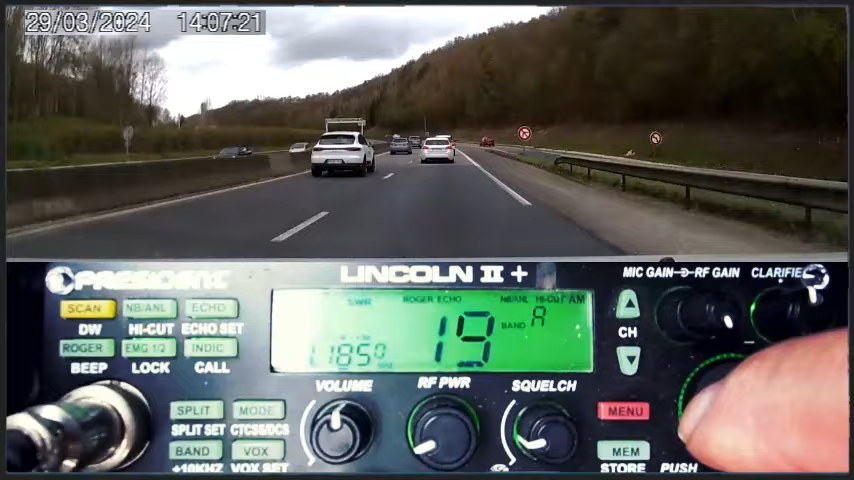 29/03/2024 14:07:21
PRESIDENT LINCOLN II +
MIC GAIN RF GAIN CLARIFIE
SCAN NB/ANL ECHO
DW HI-CUT ECHO SET
ROGER EMG 1/2 INDIC
BEEP LOCK CALL
ROGER ECHO NB/ANL HI-CUT AM
19 BAND A
CH
VOLUME RF PWR SQUELCH
SPLIT MODE
SPLIT SET CTCSS/DCS
BAND VOX
+10KHZ VOX SET
MENU
MEM
STORE PUSH